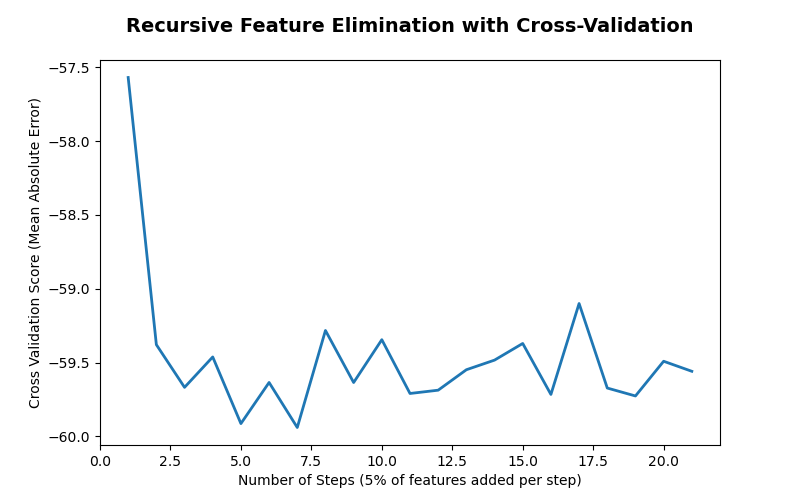 Recursive Feature Elimination with Cross-Validation
Cross Validation Score (Mean Absolute Error)
−57.5
−58.0
−58.5
−59.0
−59.5
−60.0
0.0 2.5 5.0 7.5 10.0 12.5 15.0 17.5 20.0
Number of Steps (5% of features added per step)